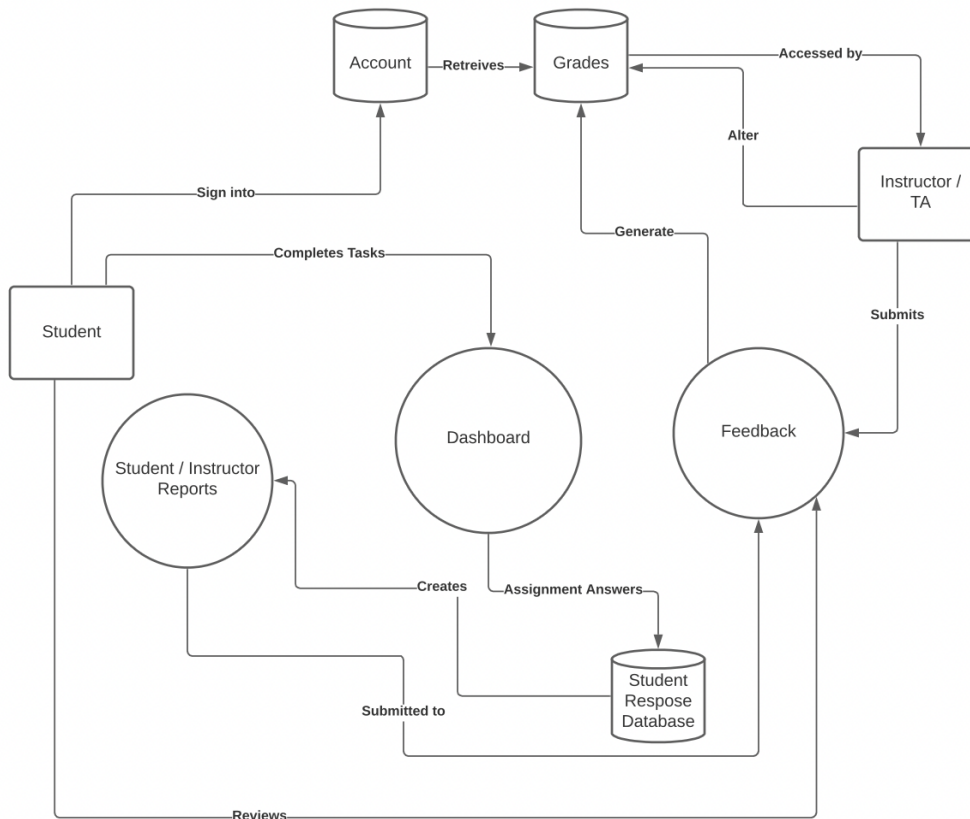 Account
Retreives
Grades
Accessed by
Alter
Instructor /
TA
Sign into
Generate
Completes Tasks
Submits
Student
Dashboard
Feedback
Student / Instructor
Reports
Creates
Assignment Answers
Student
Respose
Database
Submitted to
Reviews